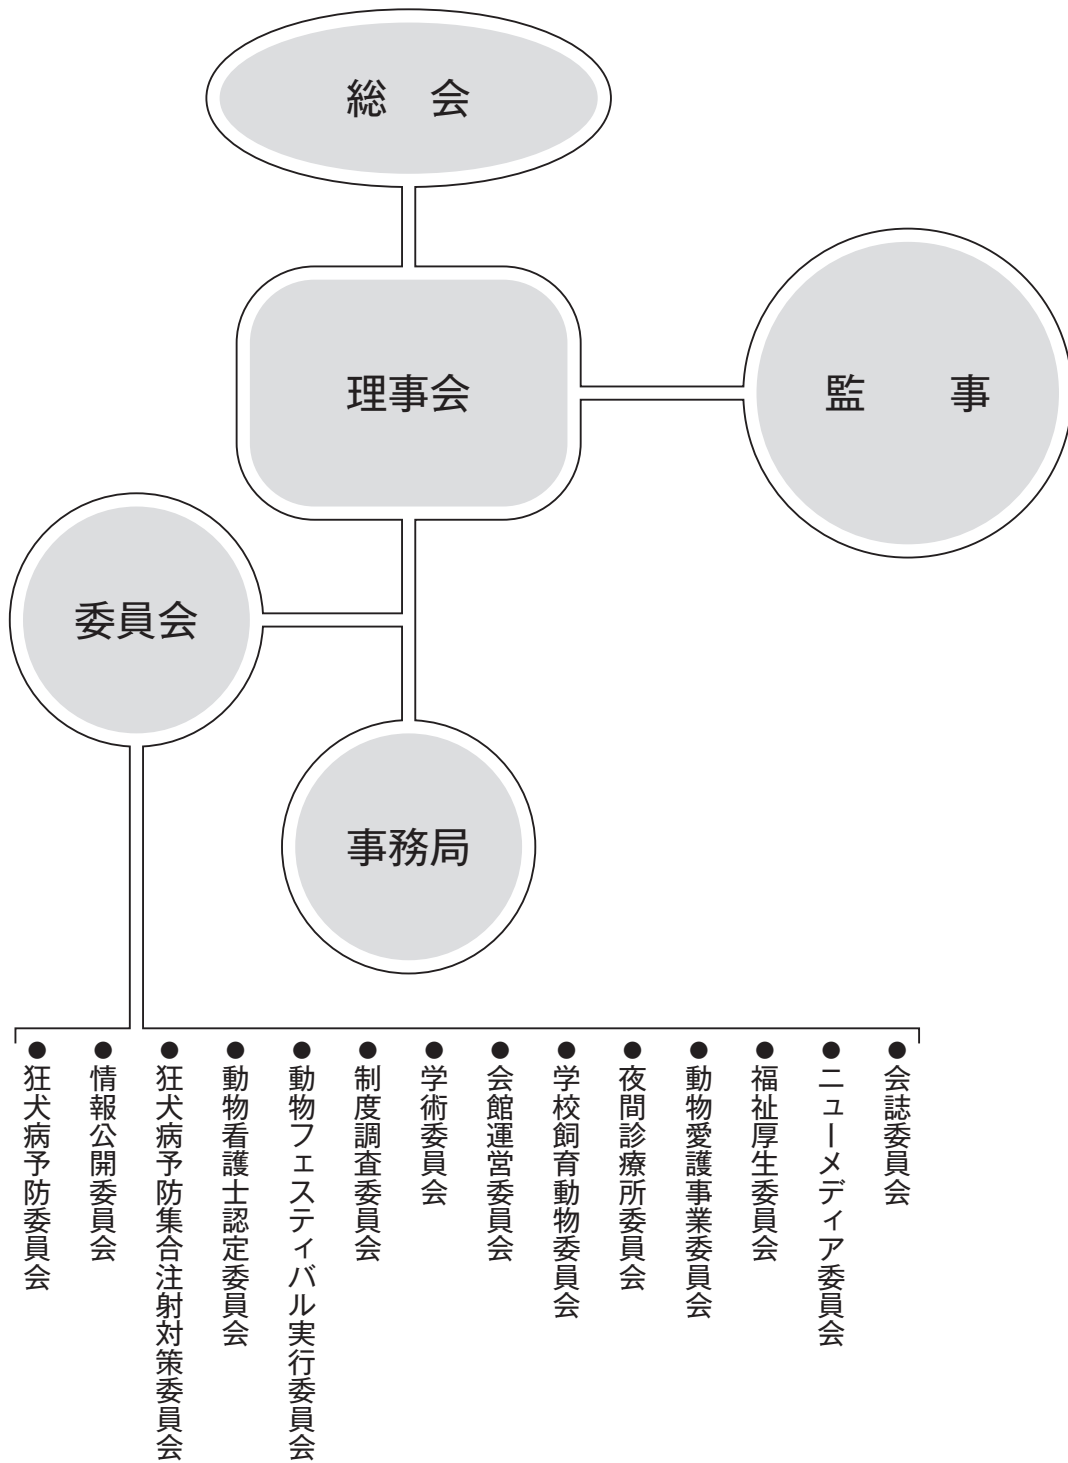 総　会
理事会
監　　事
委員会
事務局
●会誌委員会
●ニューメディア委員会
●福祉厚生委員会
●動物愛護事業委員会
●夜間診療所委員会
●学校飼育動物委員会
●会館運営委員会
●学術委員会
●制度調査委員会
●動物フェスティバル実行委員会
●動物看護士認定委員会
●狂犬病予防集合注射対策委員会
●情報公開委員会
●狂犬病予防委員会